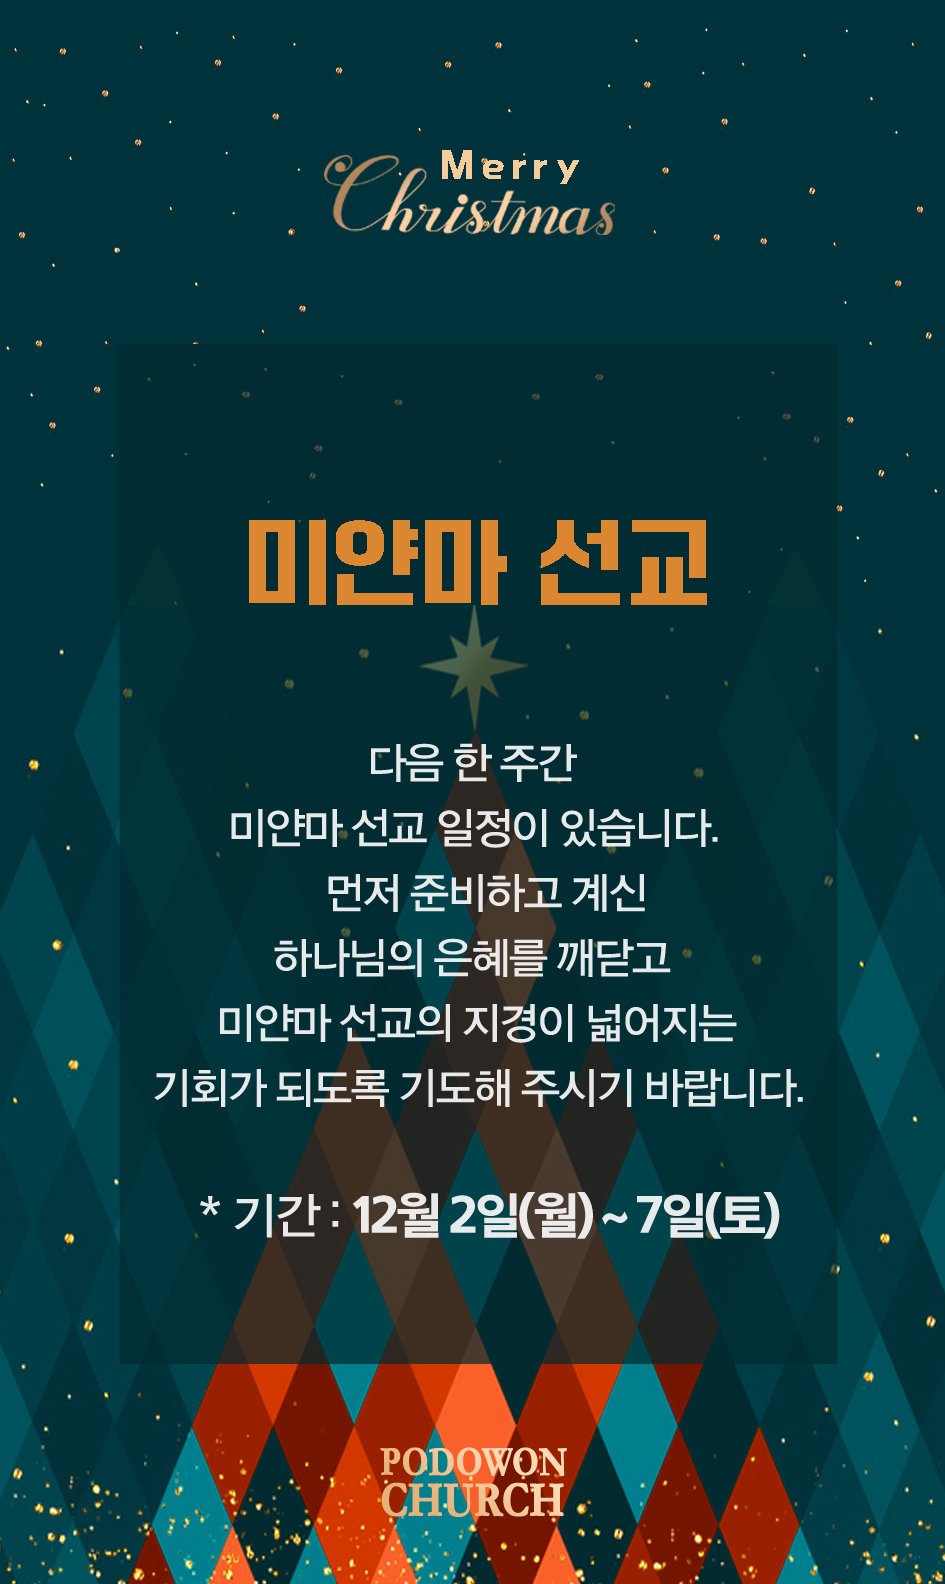 Merry
Christmas
미얀마 선교
다음 한 주간
미얀마 선교 일정이 있습니다.
먼저 준비하고 계신
하나님의 은혜를 깨닫고
미얀마 선교의 지경이 넓어지는
기회가 되도록 기도해 주시기 바랍니다.
* 기간 : 12월 2일(월) ~ 7일(토)
PODOWON
CHURCH